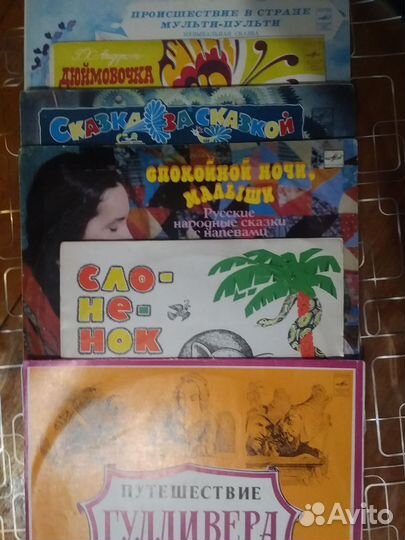 ПРОИСШЕСТВИЕ В СТРАНЕ
МУЛЬТИ-ПУЛЬТИ
МУЗЫКАЛЬНАЯ СКАЗКА
ДЮЙМОВОЧКА
СКАЗКА ЗА СКАЗКОЙ
СПОКОЙНОЙ НОЧИ,
МАЛЫШИ
Русские
народные сказки
с напевами
СЛО-
НЕ-
НОК
ПУТЕШЕСТВИЕ
ГУЛЛИВЕРА
Avito